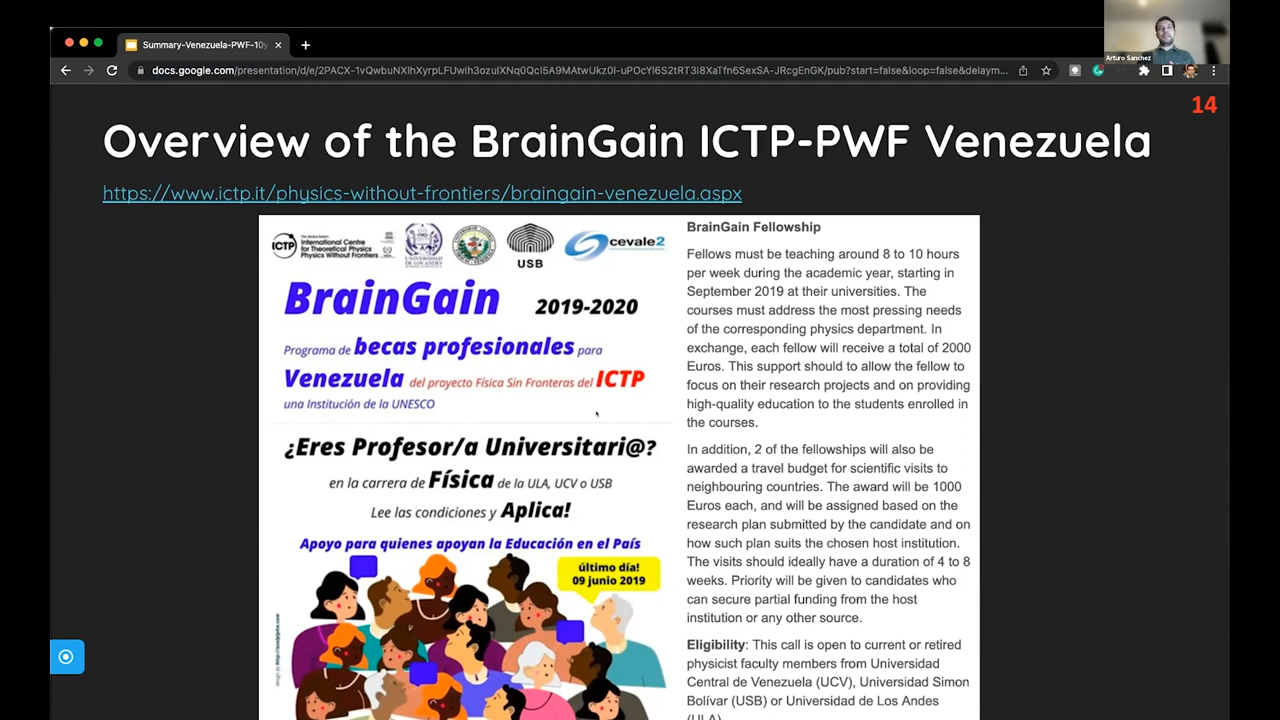 Summary-Venezuela-PWF-10y
docs.google.com/presentation/d/e/
Arturo Sanchez
14
Overview of the BrainGain ICTP-PWF Venezuela
https://www.ictp.it/physics-without-frontiers/braingain-venezuela.aspx
ICTP
International Centre
for Theoretical Physics
Physics Without Frontiers
USB
cevale2
BrainGain 2019-2020
Programa de becas profesionales para
Venezuela del proyecto Física Sin Fronteras del ICTP
una Institución de la UNESCO
¿Eres Profesor/a Universitari@?
en la carrera de Física de la ULA, UCV o USB
Lee las condiciones y Aplica!
Apoyo para quienes apoyan la Educación en el País
último día!
09 junio 2019
BrainGain Fellowship
Fellows must be teaching around 8 to 10 hours
per week during the academic year, starting in
September 2019 at their universities. The
courses must address the most pressing needs
of the corresponding physics department. In
exchange, each fellow will receive a total of 2000
Euros. This support should to allow the fellow to
focus on their research projects and on providing
high-quality education to the students enrolled in
the courses.
In addition, 2 of the fellowships will also be
awarded a travel budget for scientific visits to
neighbouring countries. The award will be 1000
Euros each, and will be assigned based on the
research plan submitted by the candidate and on
how such plan suits the chosen host institution.
The visits should ideally have a duration of 4 to 8
weeks. Priority will be given to candidates who
can secure partial funding from the host
institution or any other source.
Eligibility: This call is open to current or retired
physicist faculty members from Universidad
Central de Venezuela (UCV), Universidad Simon
Bolívar (USB) or Universidad de Los Andes
(ULA)